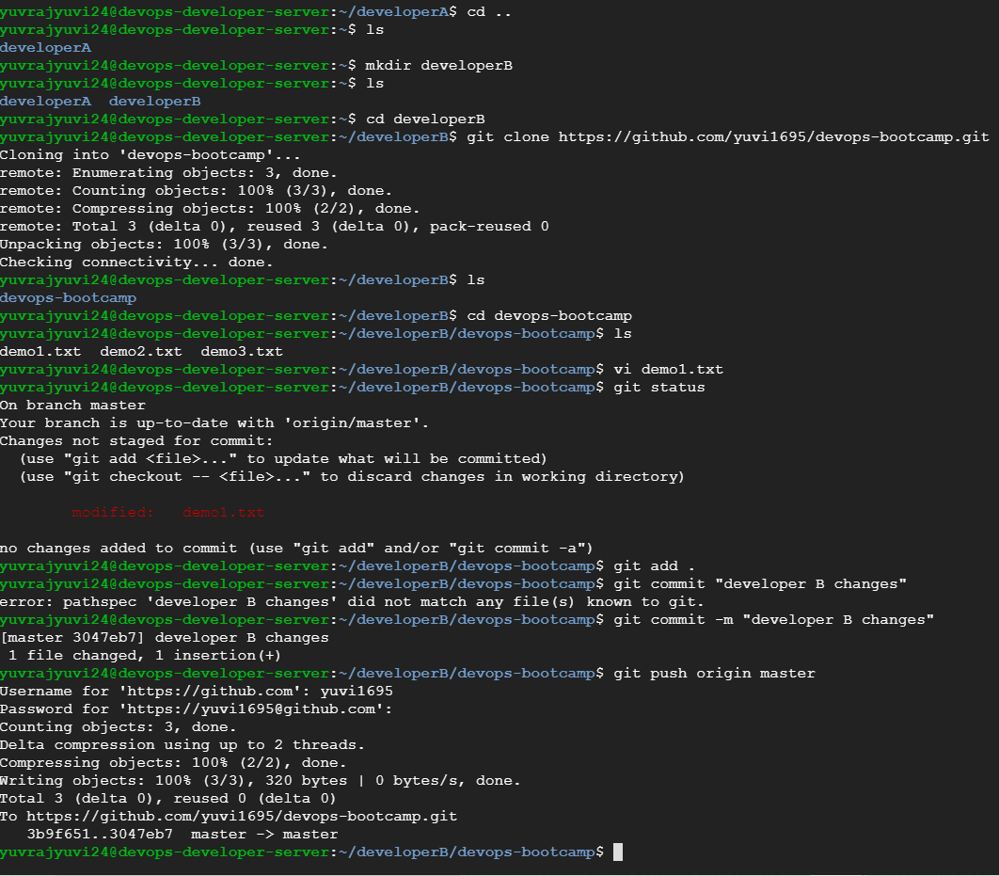 yuvrajyuvi24@devops-developer-server:~/developerA$ cd ..
yuvrajyuvi24@devops-developer-server:~$ ls
developerA
yuvrajyuvi24@devops-developer-server:~$ mkdir developerB
yuvrajyuvi24@devops-developer-server:~$ ls
developerA  developerB
yuvrajyuvi24@devops-developer-server:~$ cd developerB
yuvrajyuvi24@devops-developer-server:~/developerB$ git clone https://github.com/yuvi1695/devops-bootcamp.git
Cloning into 'devops-bootcamp'...
remote: Enumerating objects: 3, done.
remote: Counting objects: 100% (3/3), done.
remote: Compressing objects: 100% (2/2), done.
remote: Total 3 (delta 0), reused 3 (delta 0), pack-reused 0
Unpacking objects: 100% (3/3), done.
Checking connectivity... done.
yuvrajyuvi24@devops-developer-server:~/developerB$ ls
devops-bootcamp
yuvrajyuvi24@devops-developer-server:~/developerB$ cd devops-bootcamp
yuvrajyuvi24@devops-developer-server:~/developerB/devops-bootcamp$ ls
demo1.txt  demo2.txt  demo3.txt
yuvrajyuvi24@devops-developer-server:~/developerB/devops-bootcamp$ vi demo1.txt
yuvrajyuvi24@devops-developer-server:~/developerB/devops-bootcamp$ git status
On branch master
Your branch is up-to-date with 'origin/master'.
Changes not staged for commit:
  (use "git add <file>..." to update what will be committed)
  (use "git checkout -- <file>..." to discard changes in working directory)
        modified:   demo1.txt
no changes added to commit (use "git add" and/or "git commit -a")
yuvrajyuvi24@devops-developer-server:~/developerB/devops-bootcamp$ git add .
yuvrajyuvi24@devops-developer-server:~/developerB/devops-bootcamp$ git commit "developer B changes"
error: pathspec 'developer B changes' did not match any file(s) known to git.
yuvrajyuvi24@devops-developer-server:~/developerB/devops-bootcamp$ git commit -m "developer B changes"
[master 3047eb7] developer B changes
 1 file changed, 1 insertion(+)
yuvrajyuvi24@devops-developer-server:~/developerB/devops-bootcamp$ git push origin master
Username for 'https://github.com': yuvi1695
Password for 'https://yuvi1695@github.com':
Counting objects: 3, done.
Delta compression using up to 2 threads.
Compressing objects: 100% (2/2), done.
Writing objects: 100% (3/3), 320 bytes | 0 bytes/s, done.
Total 3 (delta 0), reused 0 (delta 0)
To https://github.com/yuvi1695/devops-bootcamp.git
   3b9f651..3047eb7  master -> master
yuvrajyuvi24@devops-developer-server:~/developerB/devops-bootcamp$